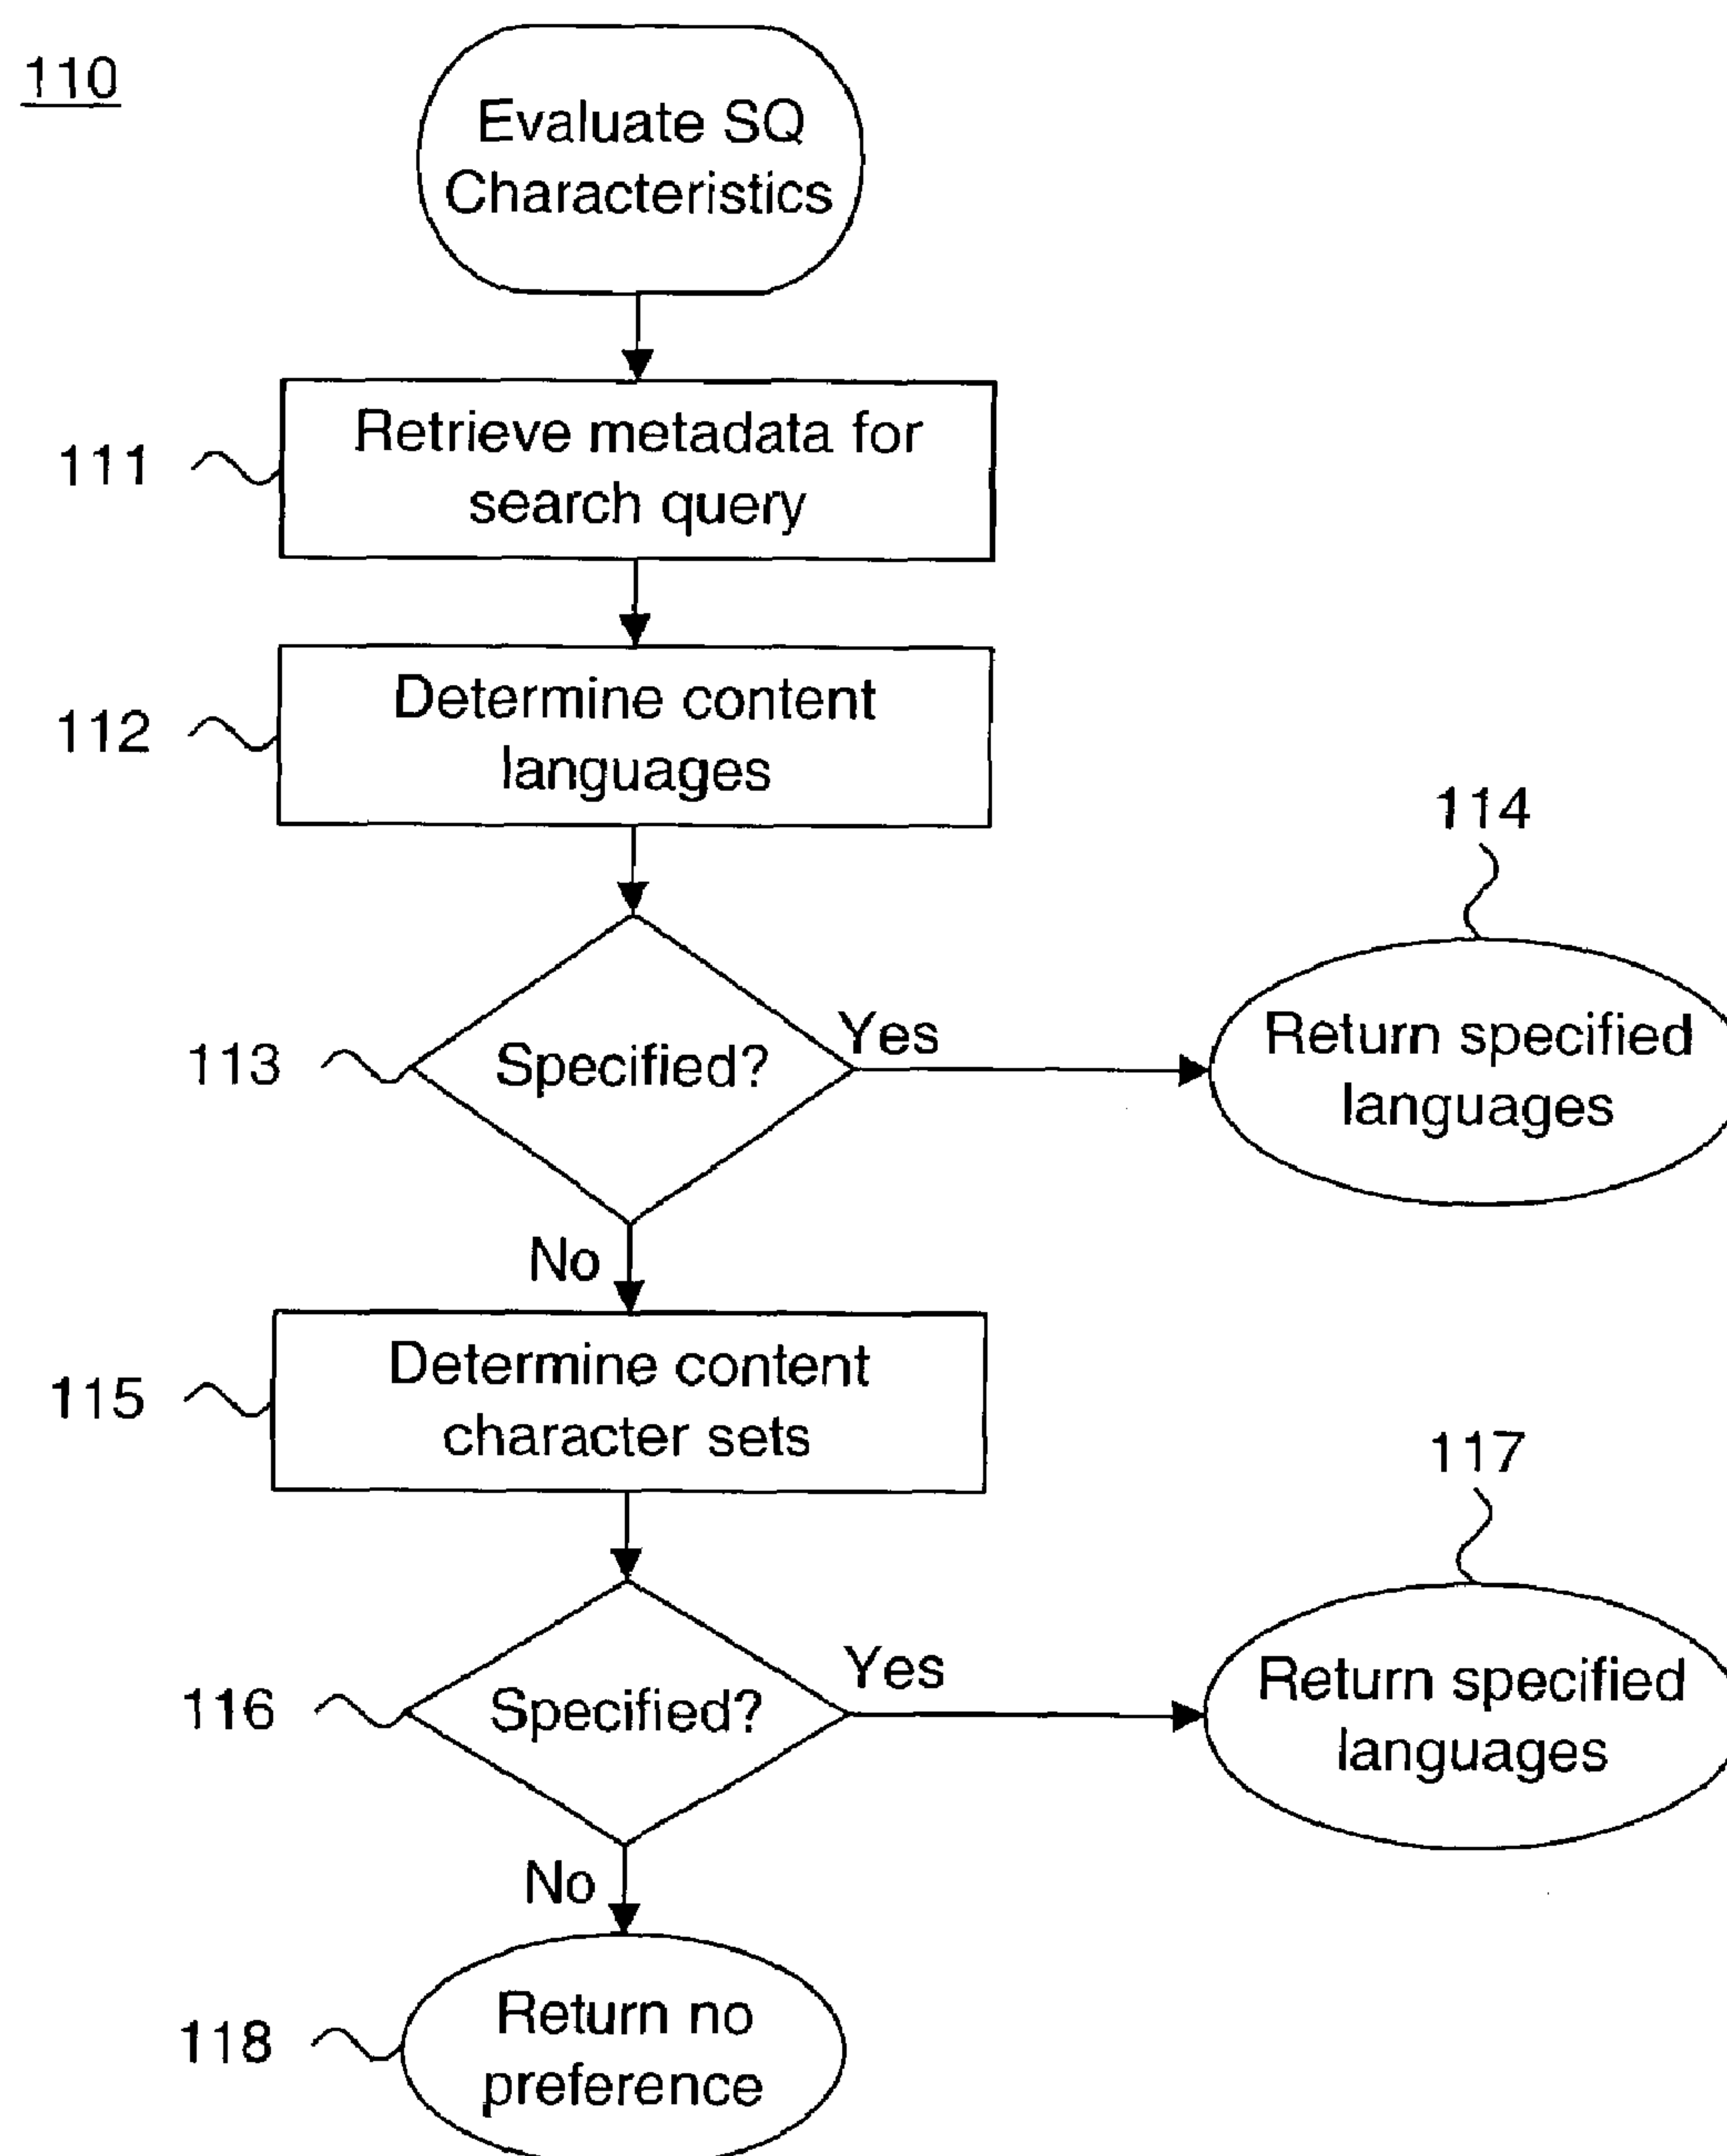 110
Evaluate SQ
Characteristics
111
Retrieve metadata for
search query
112
Determine content
languages
114
113
Specified?
Yes
Return specified
languages
No
115
Determine content
character sets
117
116
Specified?
Yes
Return specified
languages
No
118
Return no
preference